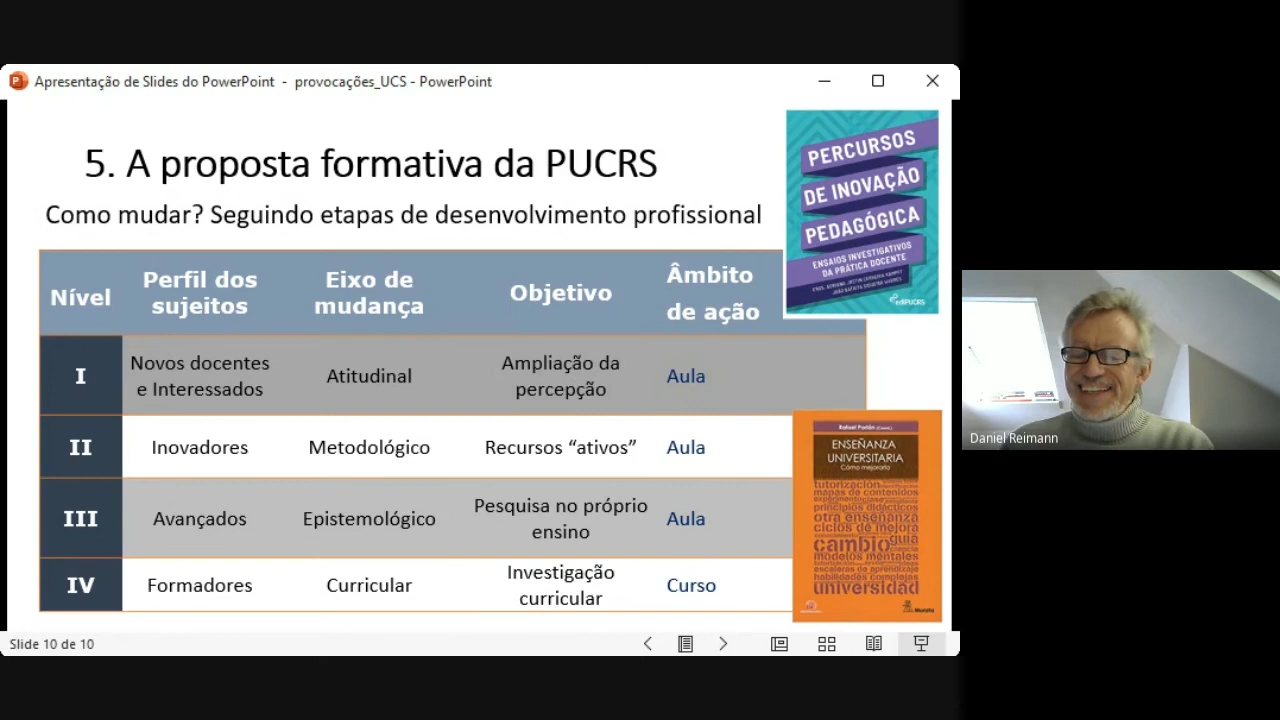 Apresentação de Slides do PowerPoint - provocações_UCS - PowerPoint
5. A proposta formativa da PUCRS
Como mudar? Seguindo etapas de desenvolvimento profissional
Nível
Perfil dos
sujeitos
Eixo de
mudança
Objetivo
Âmbito
de ação
I
Novos docentes
e Interessados
Atitudinal
Ampliação da
percepção
Aula
II
Inovadores
Metodológico
Recursos “ativos”
Aula
III
Avançados
Epistemológico
Pesquisa no próprio
ensino
Aula
IV
Formadores
Curricular
Investigação
curricular
Curso
PERCURSOS
DE INOVAÇÃO
PEDAGÓGICA
ENSAIOS INVESTIGATIVOS
DA PRÁTICA DOCENTE
ediPUCRS
Rafael Porlán (Coord.)
ENSEÑANZA
UNIVERSITARIA
Cómo mejorarla
tutorización
mapas de contenidos
principios didácticos
otra enseñanza
ciclos de mejora
cambio
guía
modelos mentales
escaleras de aprendizaje
habilidades complejas
universidad
Morata
Slide 10 de 10
Daniel Reimann